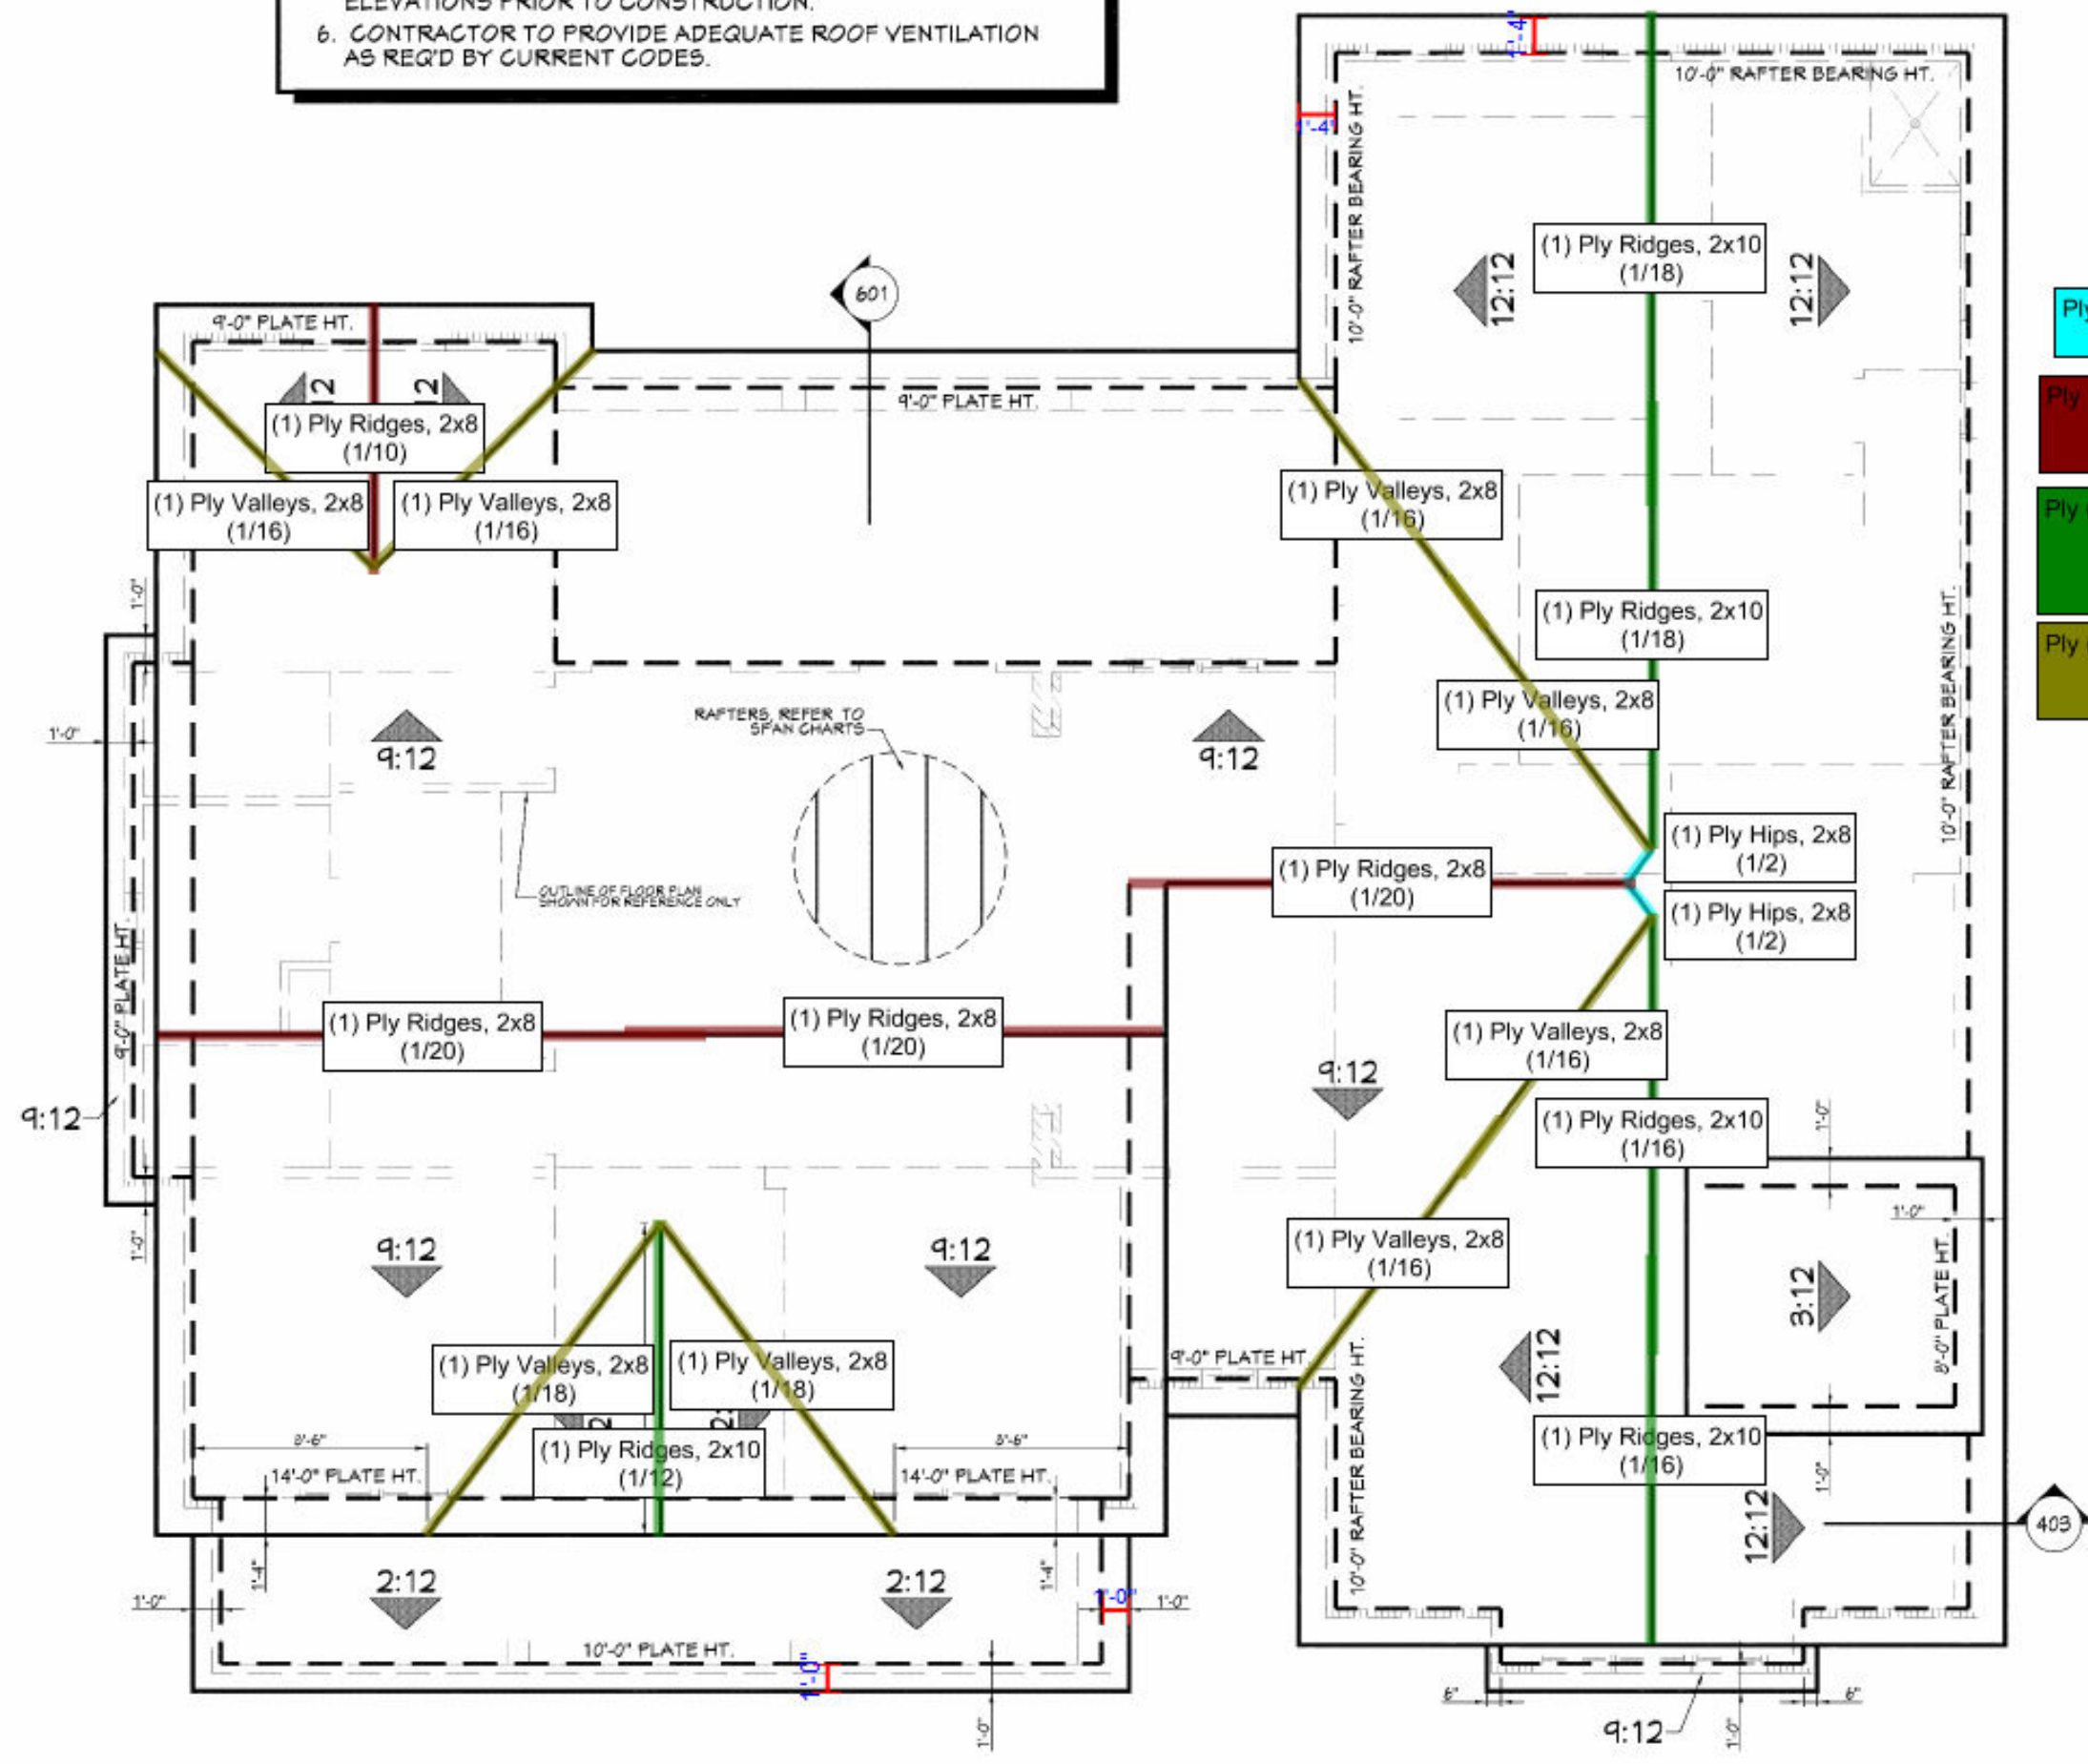 ELEVATIONS PRIOR TO CONSTRUCTION.
6. CONTRACTOR TO PROVIDE ADEQUATE ROOF VENTILATION
AS REQ'D BY CURRENT CODES.
1'-4"
10'-0" RAFTER BEARING HT.
1'-4"
10'-0" RAFTER BEARING HT.
(1) Ply Ridges, 2x10
(1/18)
12:12
12:12
601
9'-0" PLATE HT.
9'-0" PLATE HT.
12
12
(1) Ply Ridges, 2x8
(1/10)
(1) Ply Valleys, 2x8
(1/16)
(1) Ply Valleys, 2x8
(1/16)
(1) Ply Valleys, 2x8
(1/16)
Ply
Ply
Ply
Ply
1'-0"
(1) Ply Ridges, 2x10
(1/18)
(1) Ply Valleys, 2x8
(1/16)
10'-0" RAFTER BEARING HT.
RAFTERS, REFER TO
SPAN CHARTS
1'-0"
9:12
9:12
OUTLINE OF FLOOR PLAN
SHOWN FOR REFERENCE ONLY
(1) Ply Ridges, 2x8
(1/20)
(1) Ply Hips, 2x8
(1/2)
(1) Ply Hips, 2x8
(1/2)
9'-0" PLATE HT.
(1) Ply Ridges, 2x8
(1/20)
(1) Ply Ridges, 2x8
(1/20)
(1) Ply Valleys, 2x8
(1/16)
9:12
9:12
(1) Ply Ridges, 2x10
(1/16)
1'-0"
1'-0"
9:12
9:12
(1) Ply Valleys, 2x8
(1/16)
1'-0"
3:12
8'-0" PLATE HT.
(1) Ply Valleys, 2x8
(1/18)
(1) Ply Valleys, 2x8
(1/18)
9'-0" PLATE HT
12:12
2
2:
8'-6"
8'-6"
(1) Ply Ridges, 2x10
(1/12)
14'-0" PLATE HT.
14'-0" PLATE HT.
(1) Ply Ridges, 2x10
(1/16)
1'-0"
10'-0" RAFTER BEARING HT.
12:12
403
1'-4"
1'-4"
2:12
2:12
1'-0"
1'-0"
1'-0"
10'-0" PLATE HT.
1'-0"
1'-0"
6"
6"
9:12
1'-0"